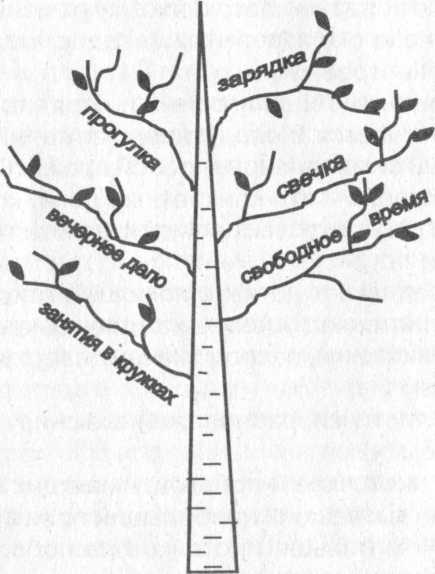 зарядка
прогулка
свечка
вечернее дело
свободное время
занятия в кружках